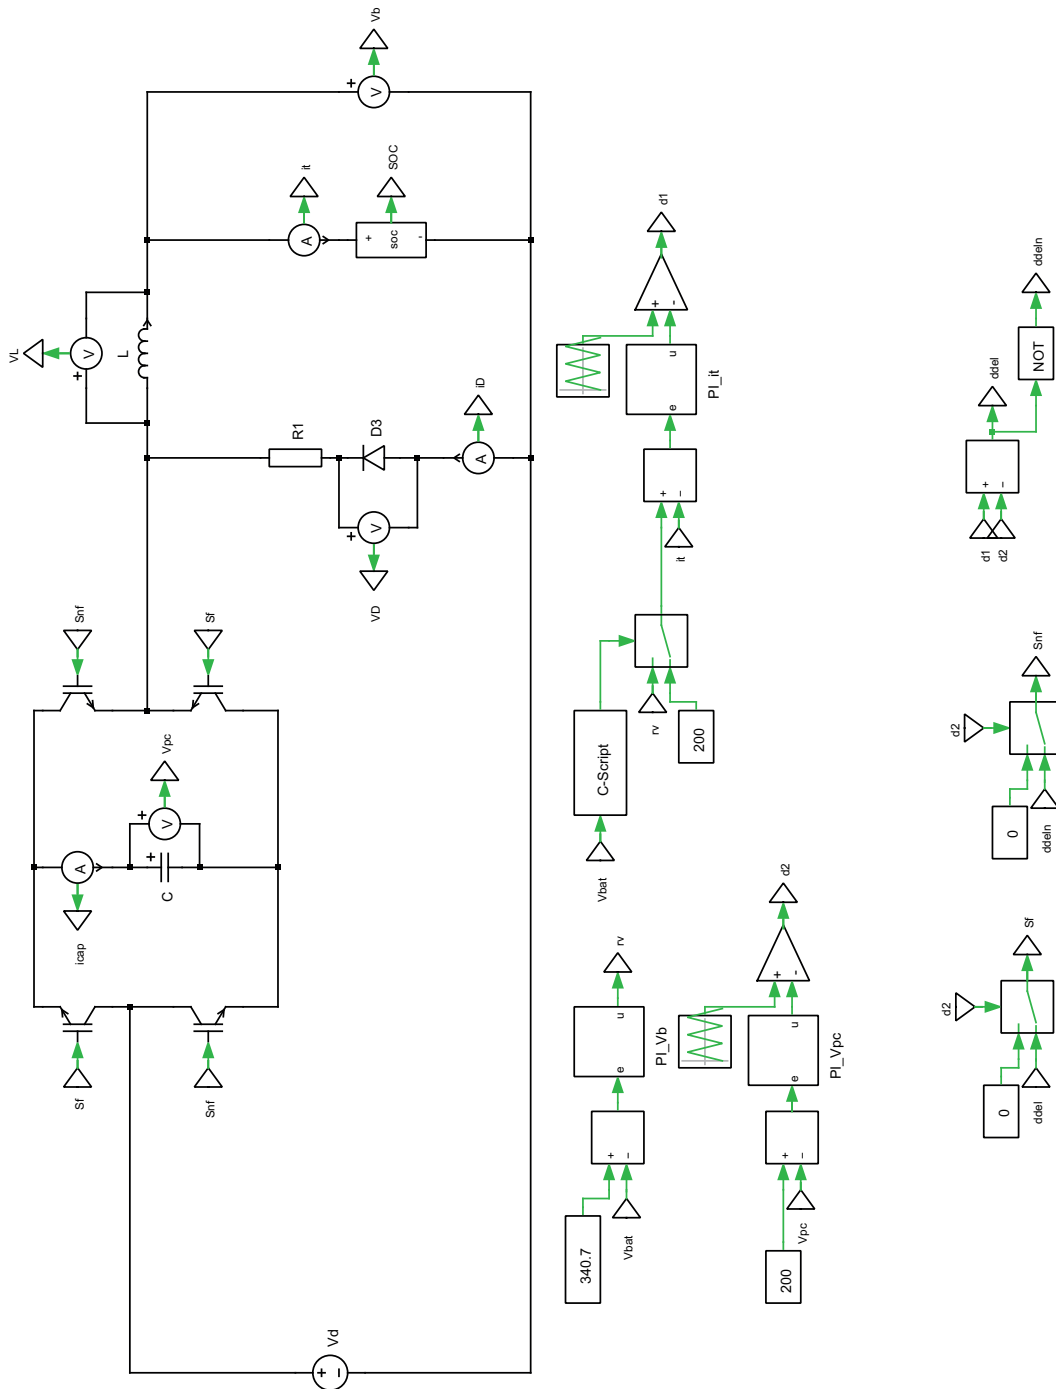 Vb
it
SOC
A
+
soc
-
+
V
VL
+
V
L
R1
D3
+
V
VD
iD
A
Snf
Sf
Vpc
+
V
+
A
C
icap
Sf
Snf
Vd
+
−
d1
+
-
PI_it
e
u
+
−
it
C-Script
Vbat
rv
200
rv
PI_Vb
e
u
+
−
340.7
Vbat
d2
+
-
PI_Vpc
e
u
+
−
200
Vpc
ddeln
NOT
ddel
+
−
d1
d2
Snf
d2
0
ddeln
Sf
d2
0
ddel